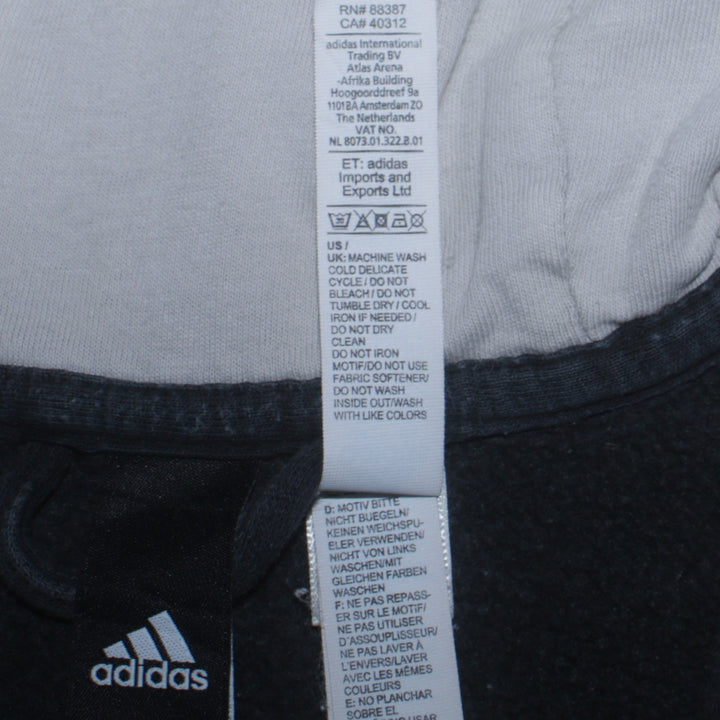 RN# 88387
CA# 40312
adidas International
Trading BV
Atlas Arena
-Afrika Building
Hoogoorddreef 9a
1101BA Amsterdam ZO
The Netherlands
VAT NO.
NL 8073.01.322.B.01
ET: adidas
Imports and
Exports Ltd
US /
UK: MACHINE WASH
COLD DELICATE
CYCLE / DO NOT
BLEACH / DO NOT
TUMBLE DRY / COOL
IRON IF NEEDED /
DO NOT DRY
CLEAN
DO NOT IRON
MOTIF/DO NOT USE
FABRIC SOFTENER/
DO NOT WASH
INSIDE OUT/WASH
WITH LIKE COLORS
D: MOTIV BITTE
NICHT BUEGELN/
KEINEN WEICHSPU-
ELER VERWENDEN/
NICHT VON LINKS
WASCHEN/MIT
GLEICHEN FARBEN
WASCHEN
F: NE PAS REPASS-
ER SUR LE MOTIF/
NE PAS UTILISER
D'ASSOUPLISSEUR/
NE PAS LAVER À
L'ENVERS/LAVER
AVEC LES MÊMES
COULEURS
E: NO PLANCHAR
SOBRE EL
USAR
adidas